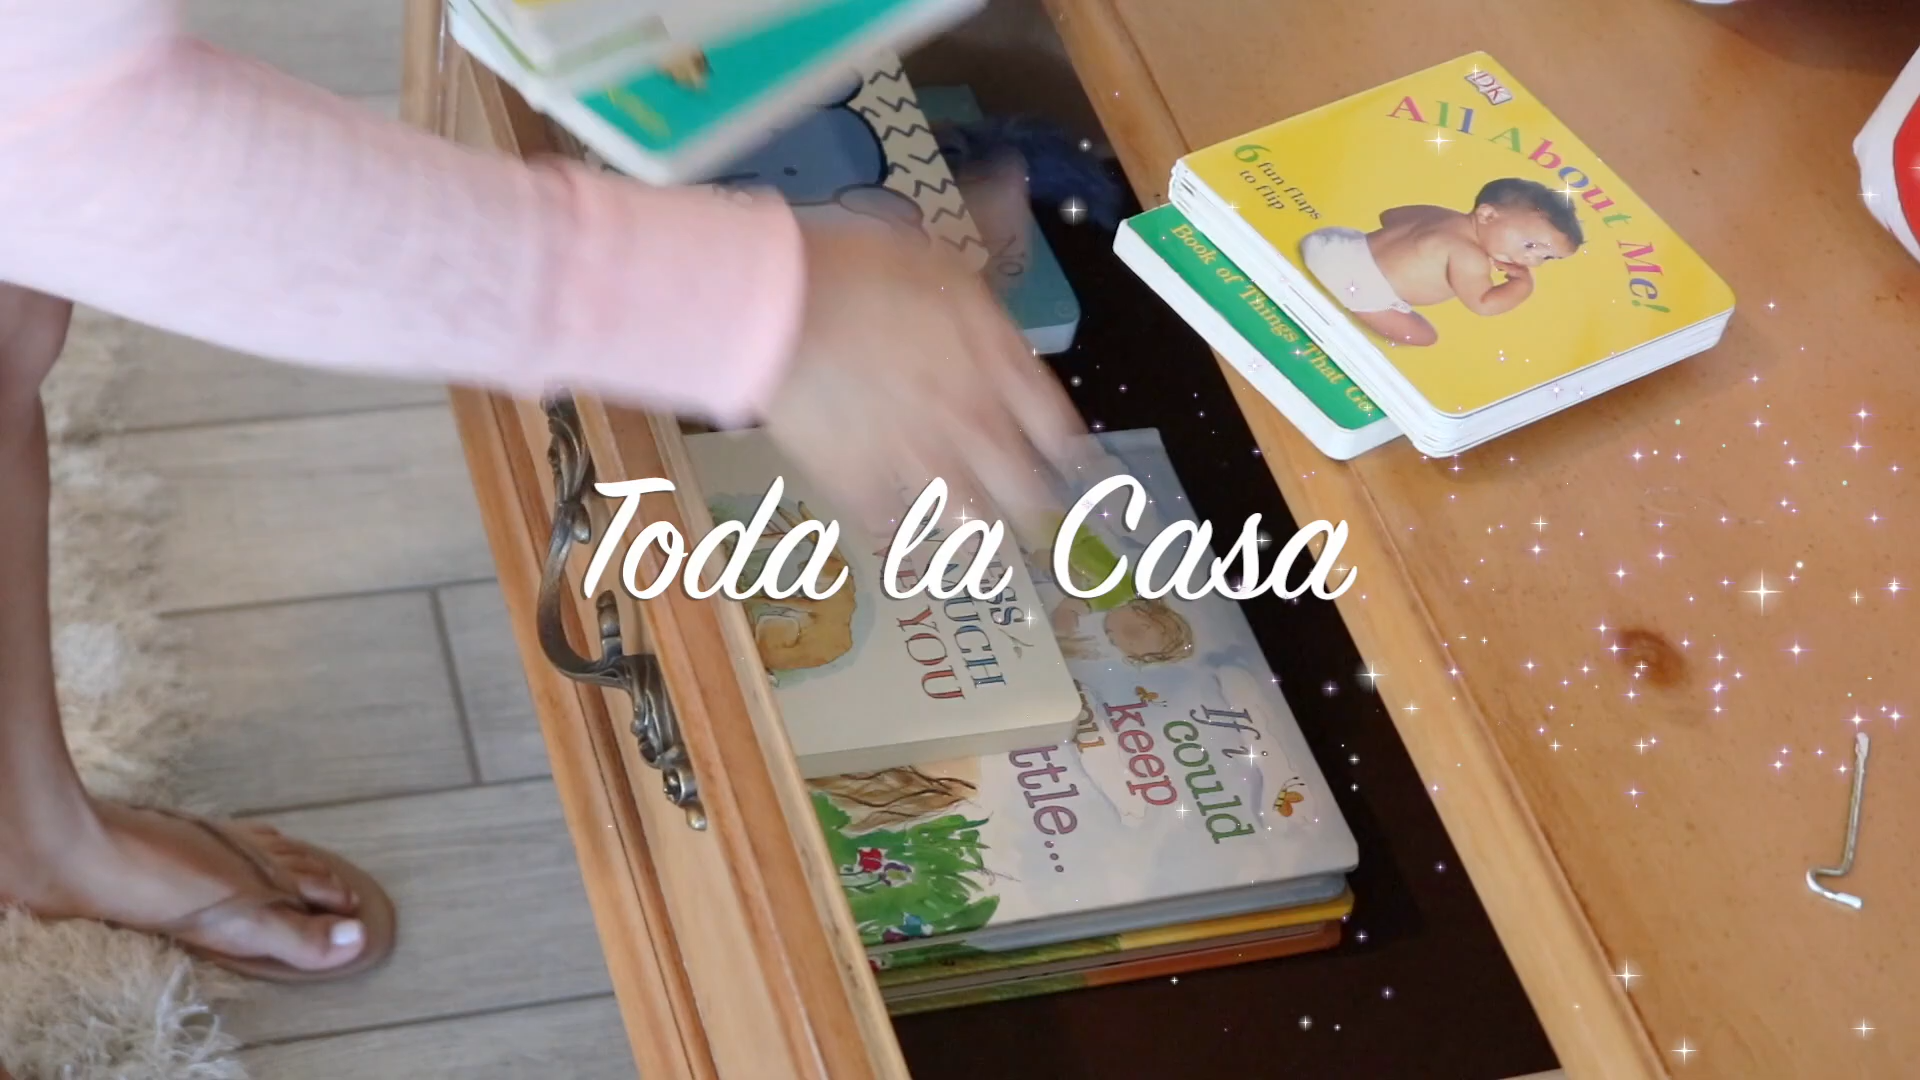 DK
All About Me!
6 fun flaps
to flip
Book of Things That Go
No
Toda la Casa
MUCH
YOU
If i
could
keep